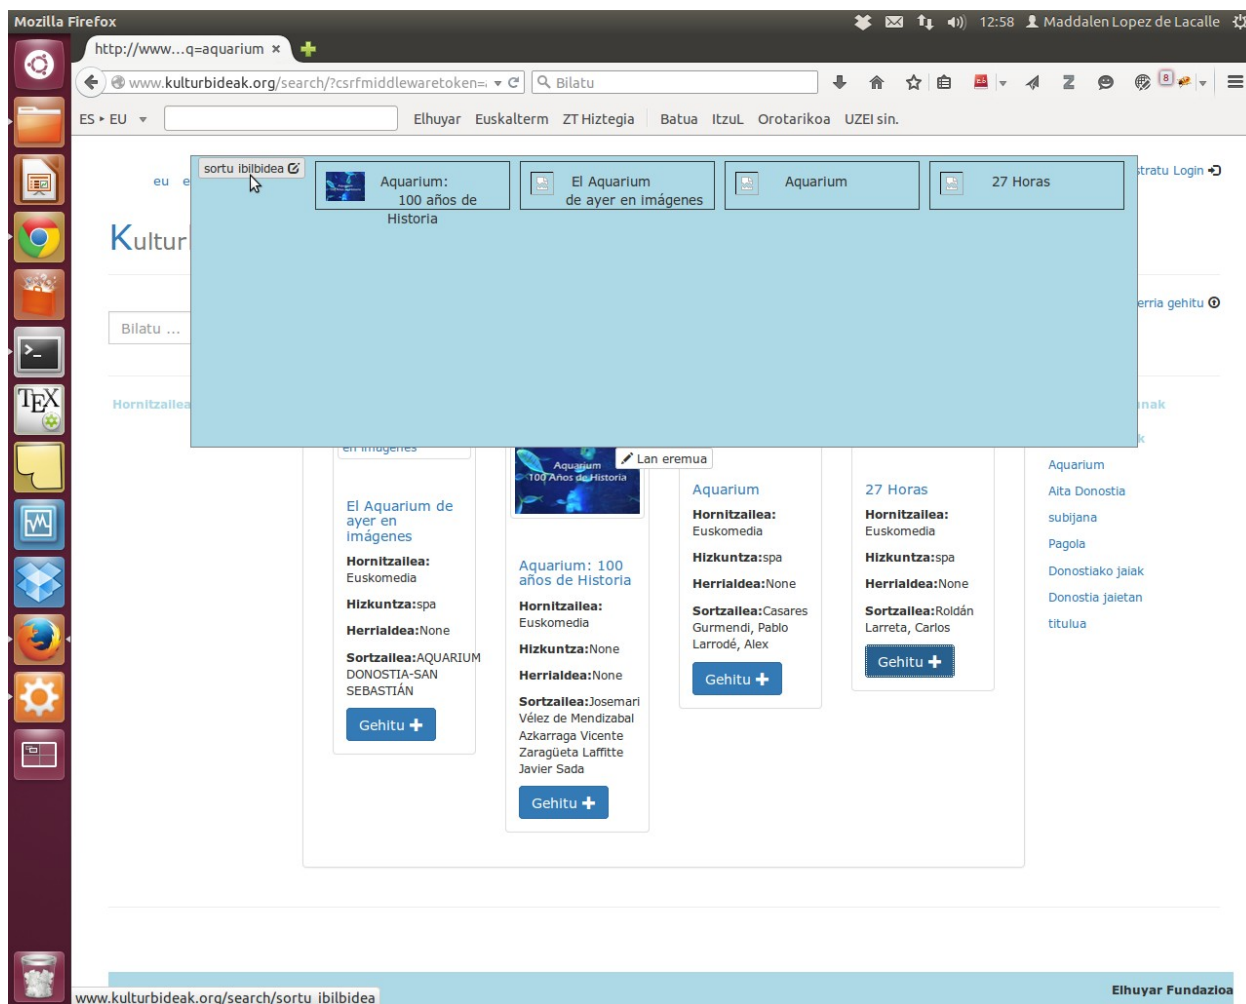 Mozilla Firefox
12:58 Maddalen Lopez de Lacalle
http://www...q=aquarium ×
www.kulturbideak.org/search/?csrfmiddlewaretoken=
Bilatu
8
ES ▸ EU
Elhuyar Euskalterm ZT Hiztegia Batua ItzuL Orotarikoa UZEI sin.
eu e
sortu ibilbidea
Aquarium:
100 años de
Historia
El Aquarium
de ayer en imágenes
Aquarium
27 Horas
stratu Login
Kultur
erria gehitu
Bilatu ...
Hornitzailea
nak
k
en imágenes
Aquarium
100 Años de Historia
Lan eremua
El Aquarium de
ayer en
imágenes
Hornitzailea:
Euskomedia
Hizkuntza:spa
Herrialdea:None
Sortzailea:AQUARIUM
DONOSTIA-SAN
SEBASTIÁN
Gehitu
Aquarium: 100
años de Historia
Hornitzailea:
Euskomedia
Hizkuntza:None
Herrialdea:None
Sortzailea:Josemari
Vélez de Mendizabal
Azkarraga Vicente
Zaragüeta Laffitte
Javier Sada
Gehitu
Aquarium
Hornitzailea:
Euskomedia
Hizkuntza:spa
Herrialdea:None
Sortzailea:Casares
Gurmendi, Pablo
Larrodé, Alex
Gehitu
27 Horas
Hornitzailea:
Euskomedia
Hizkuntza:spa
Herrialdea:None
Sortzailea:Roldán
Larreta, Carlos
Gehitu
Aquarium
Aita Donostia
subijana
Pagola
Donostiako jaiak
Donostia jaietan
titulua
TEX
Elhuyar Fundazioa
www.kulturbideak.org/search/sortu_ibilbidea